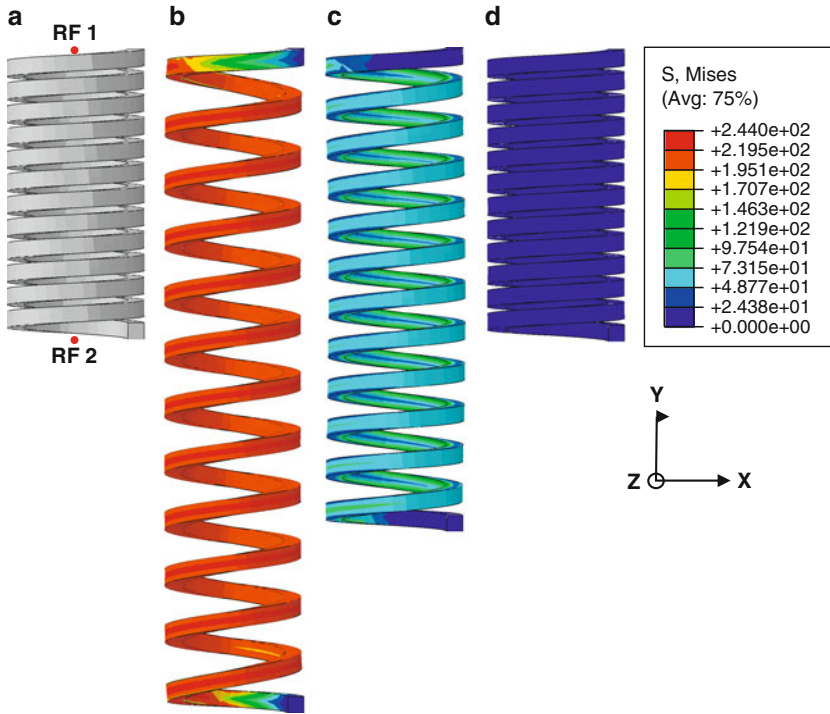 a b c d
RF 1
RF 2
S, Mises
(Avg: 75%)
+2.440e+02
+2.195e+02
+1.951e+02
+1.707e+02
+1.463e+02
+1.219e+02
+9.754e+01
+7.315e+01
+4.877e+01
+2.438e+01
+0.000e+00
Y
Z X